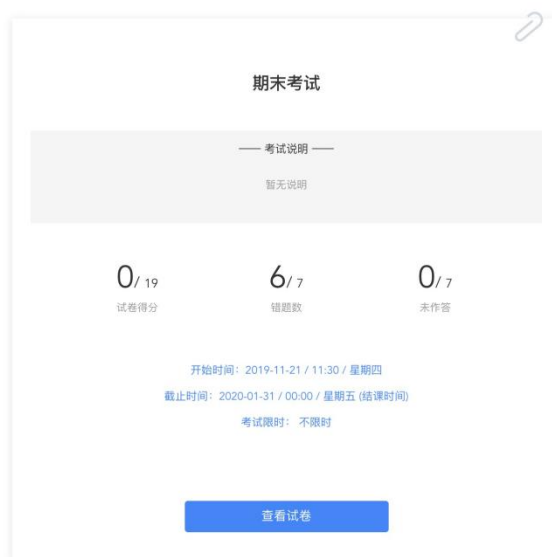 期末考试
—— 考试说明 ——
暂无说明
0/ 19
6/ 7
0/ 7
试卷得分
错题数
未作答
开始时间：2019-11-21 / 11:30 / 星期四
截止时间：2020-01-31 / 00:00 / 星期五 (结课时间)
考试限时： 不限时
查看试卷